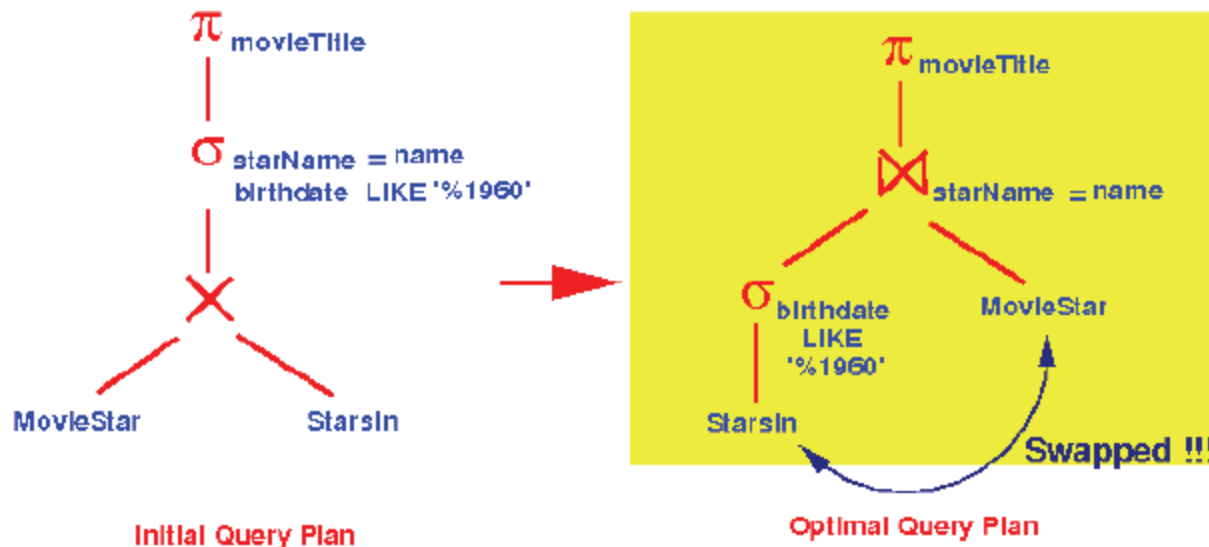 π movieTitle
σ starName = name
birthdate LIKE '%1960'
×
MovieStar StarsIn
Initial Query Plan
π movieTitle
⋈ starName = name
σ birthdate
LIKE
'%1960'
MovieStar
StarsIn
Swapped !!!
Optimal Query Plan